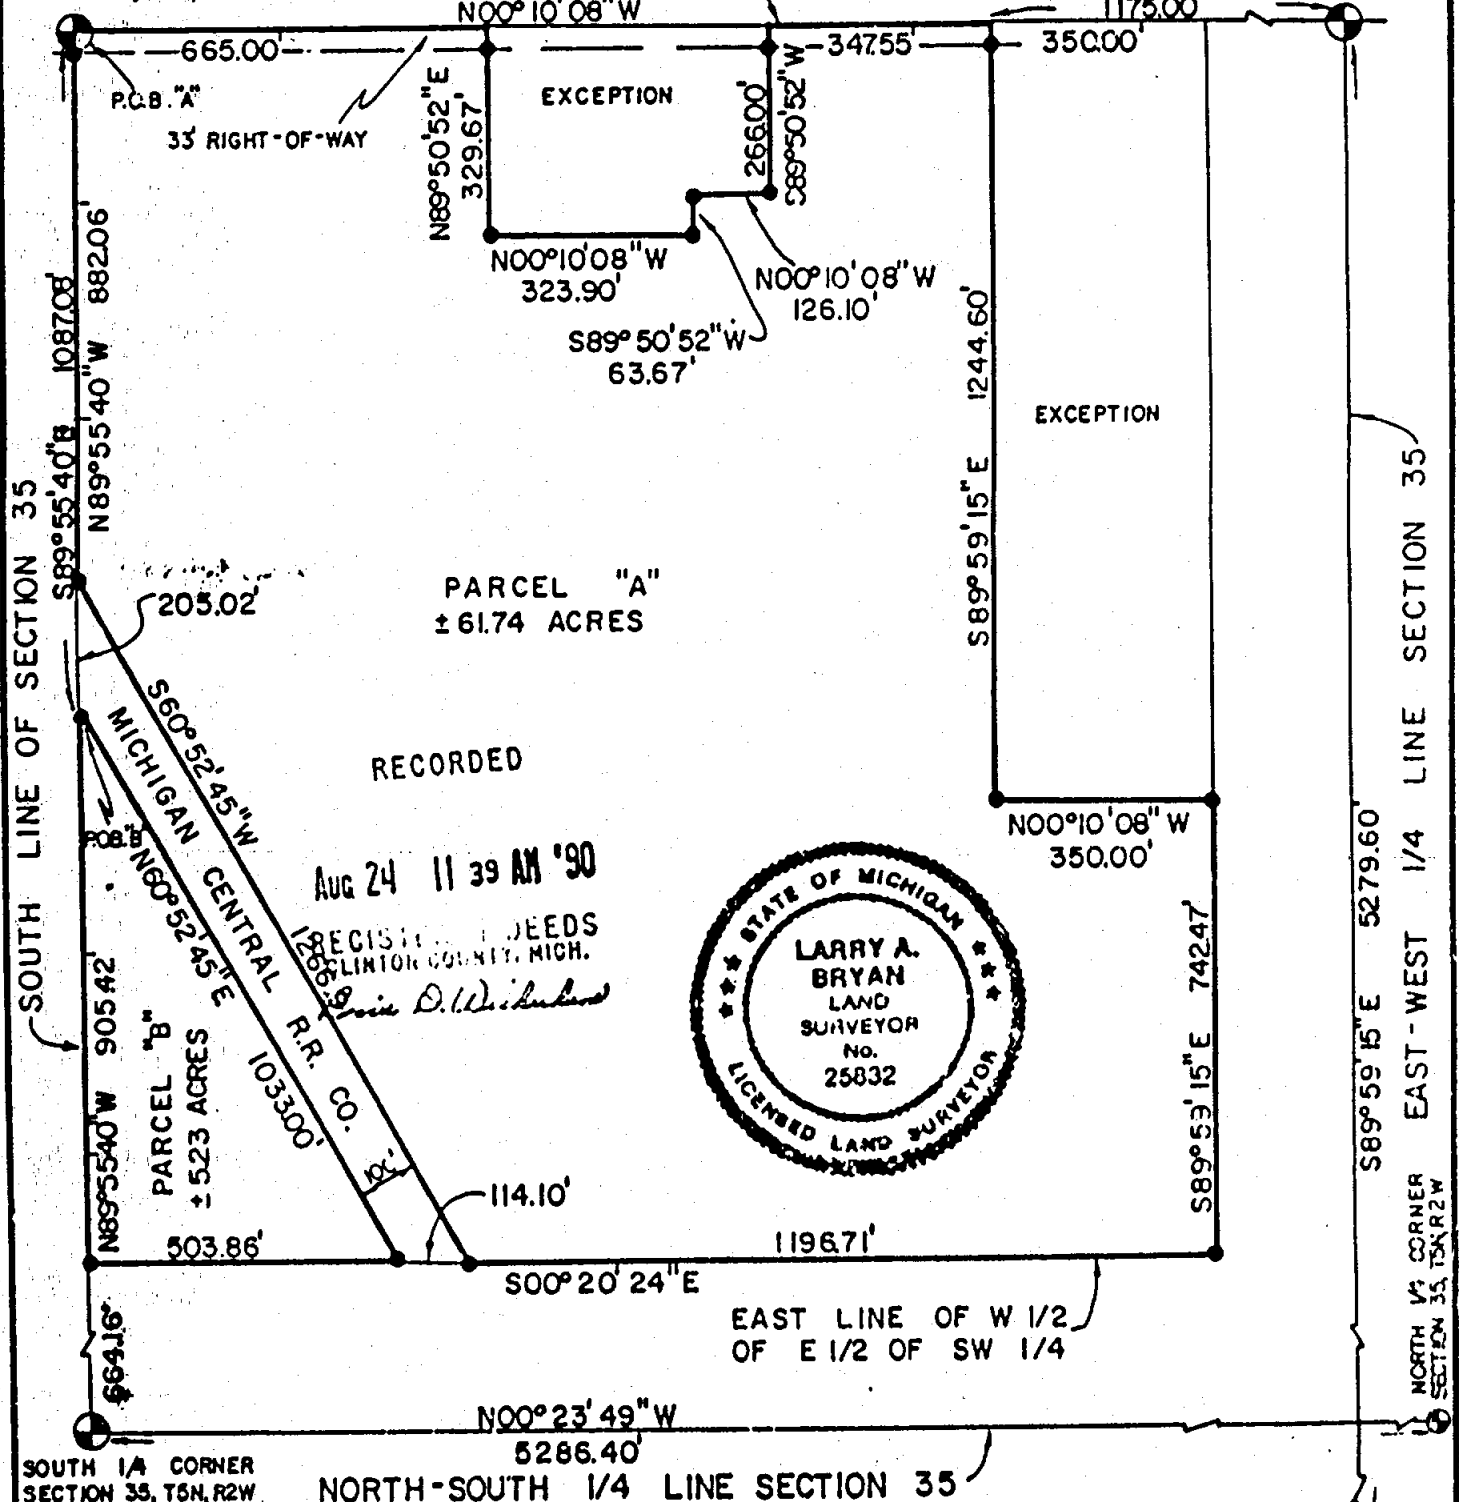 N00°10'08"W
1175.00
665.00'
347.55'
350.00'
P.O.B. "A"
33' RIGHT-OF-WAY
N89°50'52"E
329.67'
EXCEPTION
266.00'
S89°50'52"W
N00°10'08"W
323.90'
N00°10'08"W
126.10'
S89°50'52"W
63.67'
S89°55'40"E 1087.08'
N89°55'40"W 882.06'
S89°59'15"E 1244.60'
EXCEPTION
SOUTH LINE OF SECTION 35
205.02'
PARCEL "A"
± 61.74 ACRES
S60°52'45"W
MICHIGAN CENTRAL R.R. CO.
RECORDED
P.O.B. "B"
N60°52'45"E
1033.00'
Aug 24 11 39 AM '90
DEEDS
CLINTON COUNTY, MICH.
N00°10'08"W
350.00'
STATE OF MICHIGAN
LARRY A.
BRYAN
LAND
SURVEYOR
No.
25832
LICENSED LAND SURVEYOR
N89°55'40"W 905.42'
PARCEL "B"
± 5.23 ACRES
100'
114.10'
503.86'
1196.71'
S00°20'24"E
S89°59'15"E 742.47'
S89°59'15"E 5279.60'
EAST-WEST 1/4 LINE SECTION 35
EAST LINE OF W 1/2
OF E 1/2 OF SW 1/4
NORTH 1/4 CORNER
SECTION 35, T5N, R2W
664.16'
N00°23'49"W
5286.40'
SOUTH 1/4 CORNER
SECTION 35, T5N, R2W
NORTH-SOUTH 1/4 LINE SECTION 35